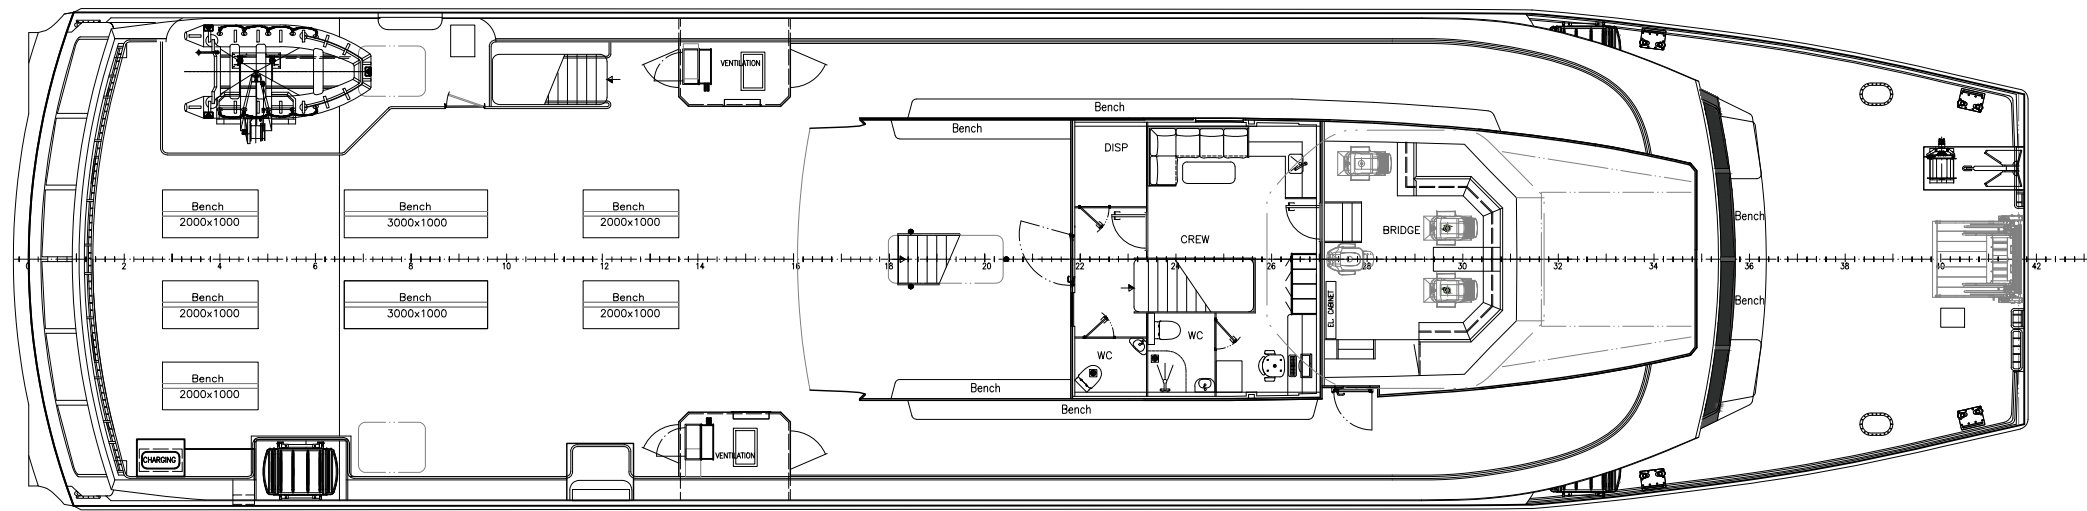 VENTILATION
Bench
Bench
DISP
Bench
2000x1000
Bench
3000x1000
Bench
2000x1000
CREW
BRIDGE
Bench
0
2
4
6
8
10
12
14
16
18
20
22
24
26
28
30
32
34
36
38
40
42
Bench
2000x1000
Bench
3000x1000
Bench
2000x1000
EL CABINET
Bench
WC
WC
Bench
2000x1000
Bench
Bench
CHARGING
VENTILATION